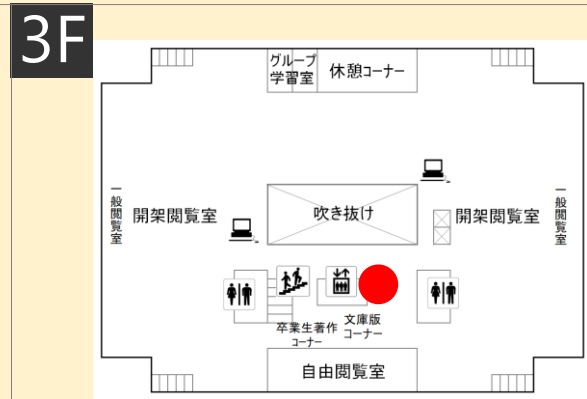 3F
グループ
学習室
休憩コーナー
一般閲覧室
開架閲覧室
吹き抜け
開架閲覧室
一般閲覧室
卒業生著作
コーナー
文庫版
コーナー
自由閲覧室